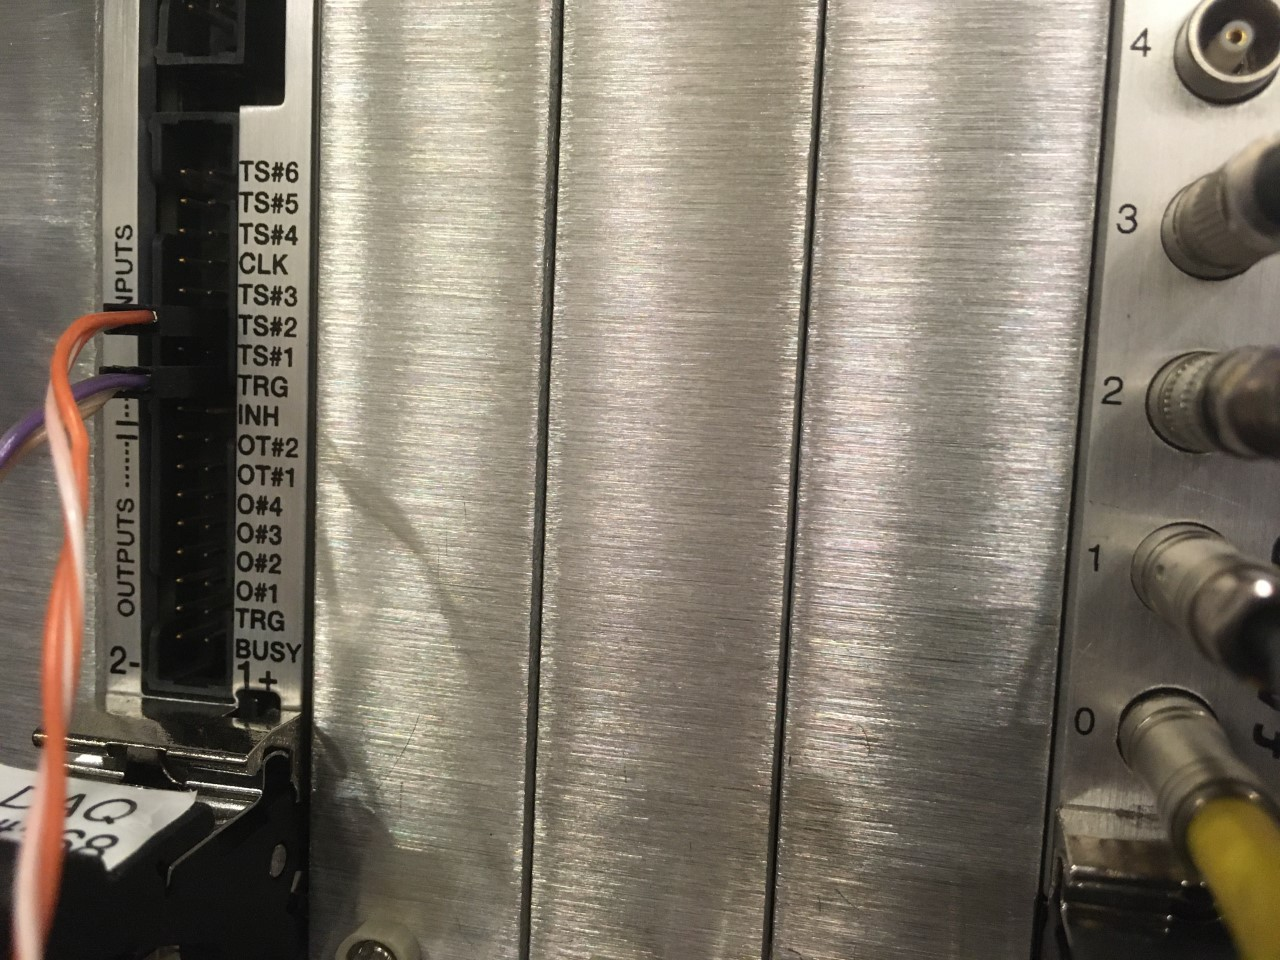 INPUTS
OUTPUTS
TS#6
TS#5
TS#4
CLK
TS#3
TS#2
TS#1
TRG
INH
OT#2
OT#1
O#4
O#3
O#2
O#1
TRG
BUSY
2- 1+
DAQ
4
3
2
1
0